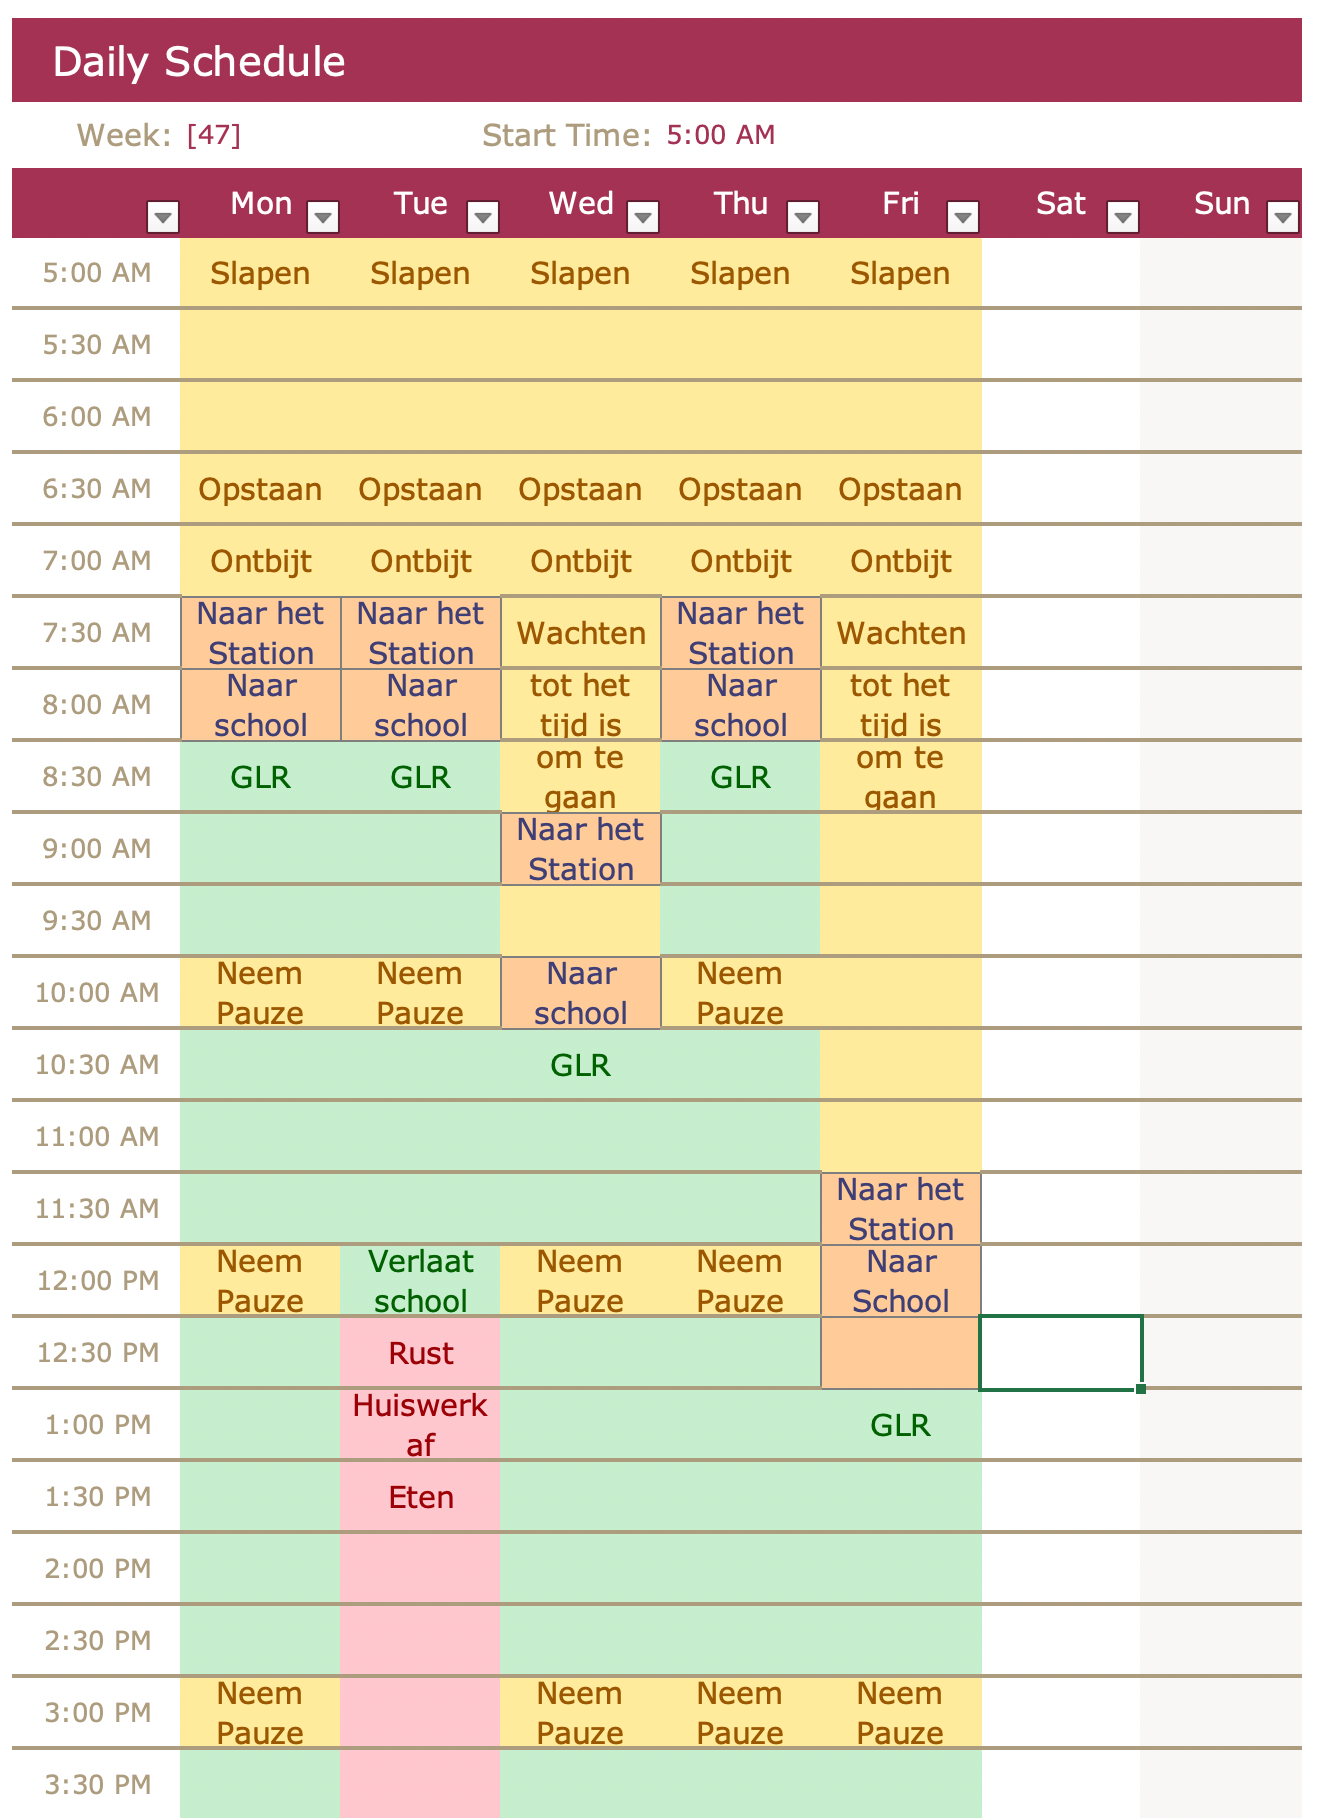 Daily Schedule
Week: [47] Start Time: 5:00 AM
Mon Tue Wed Thu Fri Sat Sun
5:00 AM Slapen Slapen Slapen Slapen Slapen
5:30 AM
6:00 AM
6:30 AM Opstaan Opstaan Opstaan Opstaan Opstaan
7:00 AM Ontbijt Ontbijt Ontbijt Ontbijt Ontbijt
Naar het Naar het Naar het
7:30 AM Wachten Wachten
Station Station Station
Naar Naar tot het Naar tot het
8:00 AM
school school tijd is school tijd is
om te om te
8:30 AM GLR GLR GLR
gaan gaan
Naar het
9:00 AM
Station
9:30 AM
Neem Neem Naar Neem
10:00 AM
Pauze Pauze school Pauze
10:30 AM GLR
11:00 AM
Naar het
11:30 AM
Station
Neem Verlaat Neem Neem Naar
12:00 PM
Pauze school Pauze Pauze School
12:30 PM Rust
Huiswerk
1:00 PM GLR
af
1:30 PM Eten
2:00 PM
2:30 PM
Neem Neem Neem Neem
3:00 PM
Pauze Pauze Pauze Pauze
3:30 PM